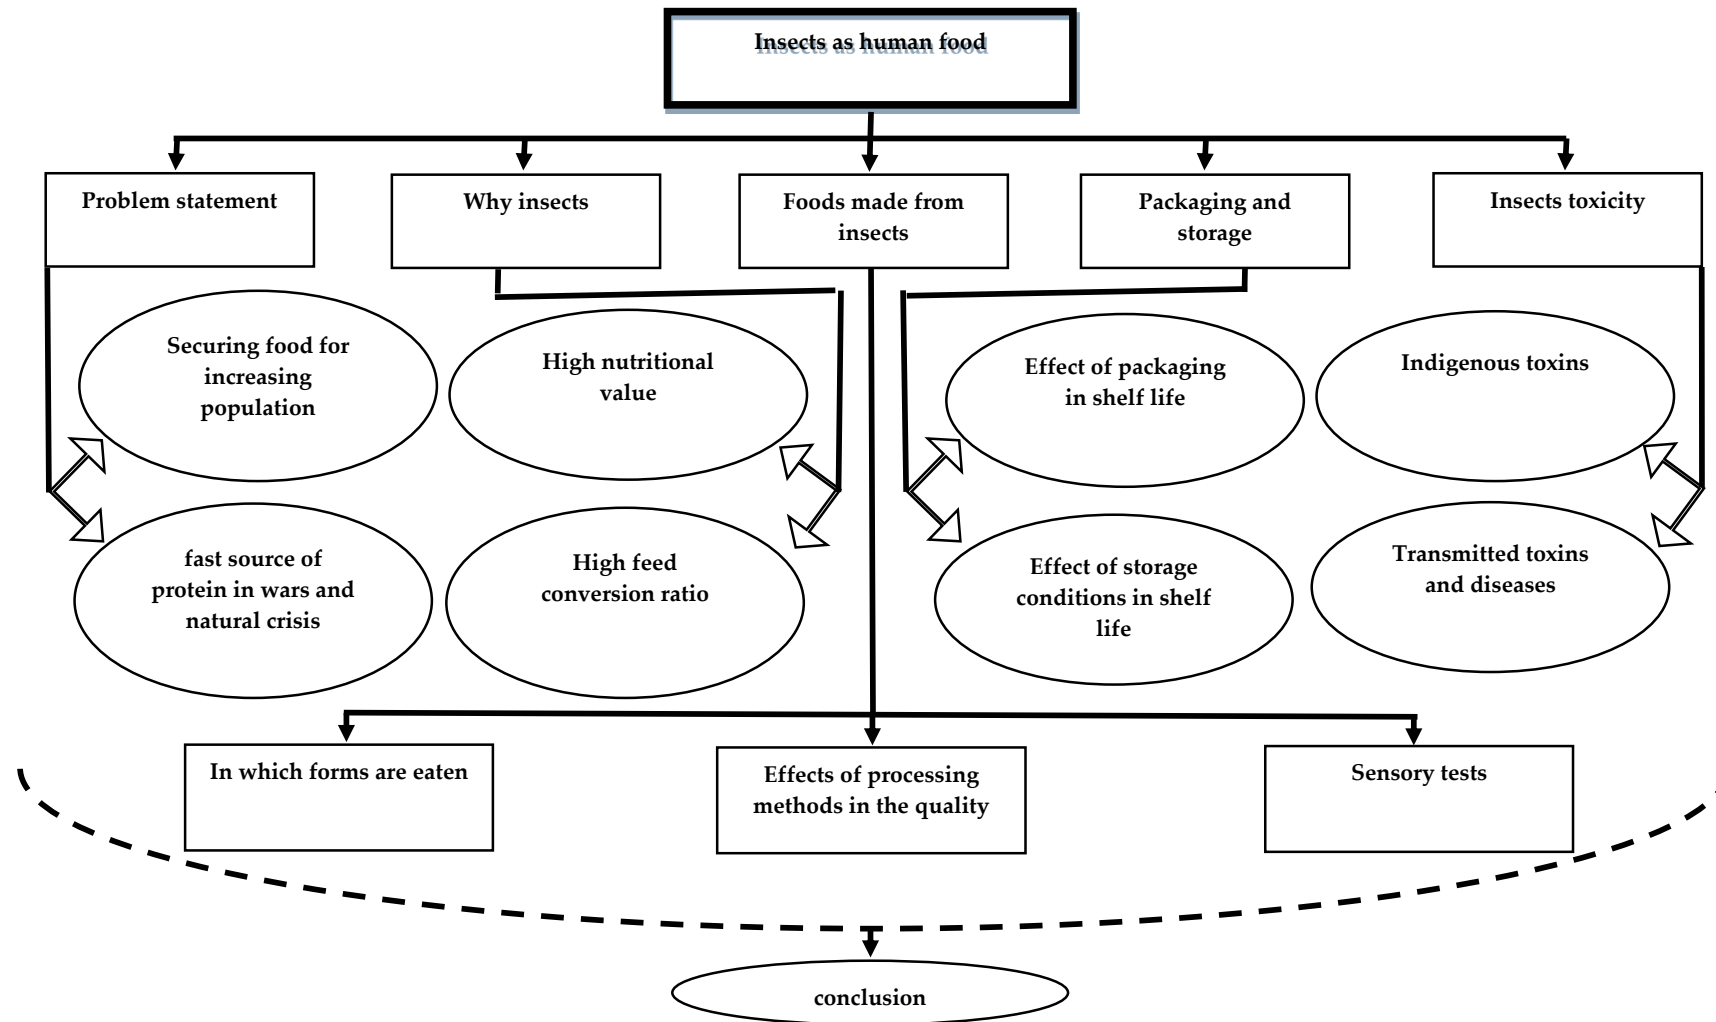 Insects as human food
Problem statement
Why insects
Foods made from
insects
Packaging and
storage
Insects toxicity
Securing food for
increasing
population
High nutritional
value
Effect of packaging
in shelf life
Indigenous toxins
fast source of
protein in wars and
natural crisis
High feed
conversion ratio
Effect of storage
conditions in shelf
life
Transmitted toxins
and diseases
In which forms are eaten
Effects of processing
methods in the quality
Sensory tests
conclusion